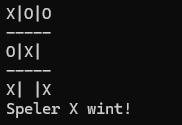 X|O|O
-----
O|X|
-----
X| |X
Speler X wint!